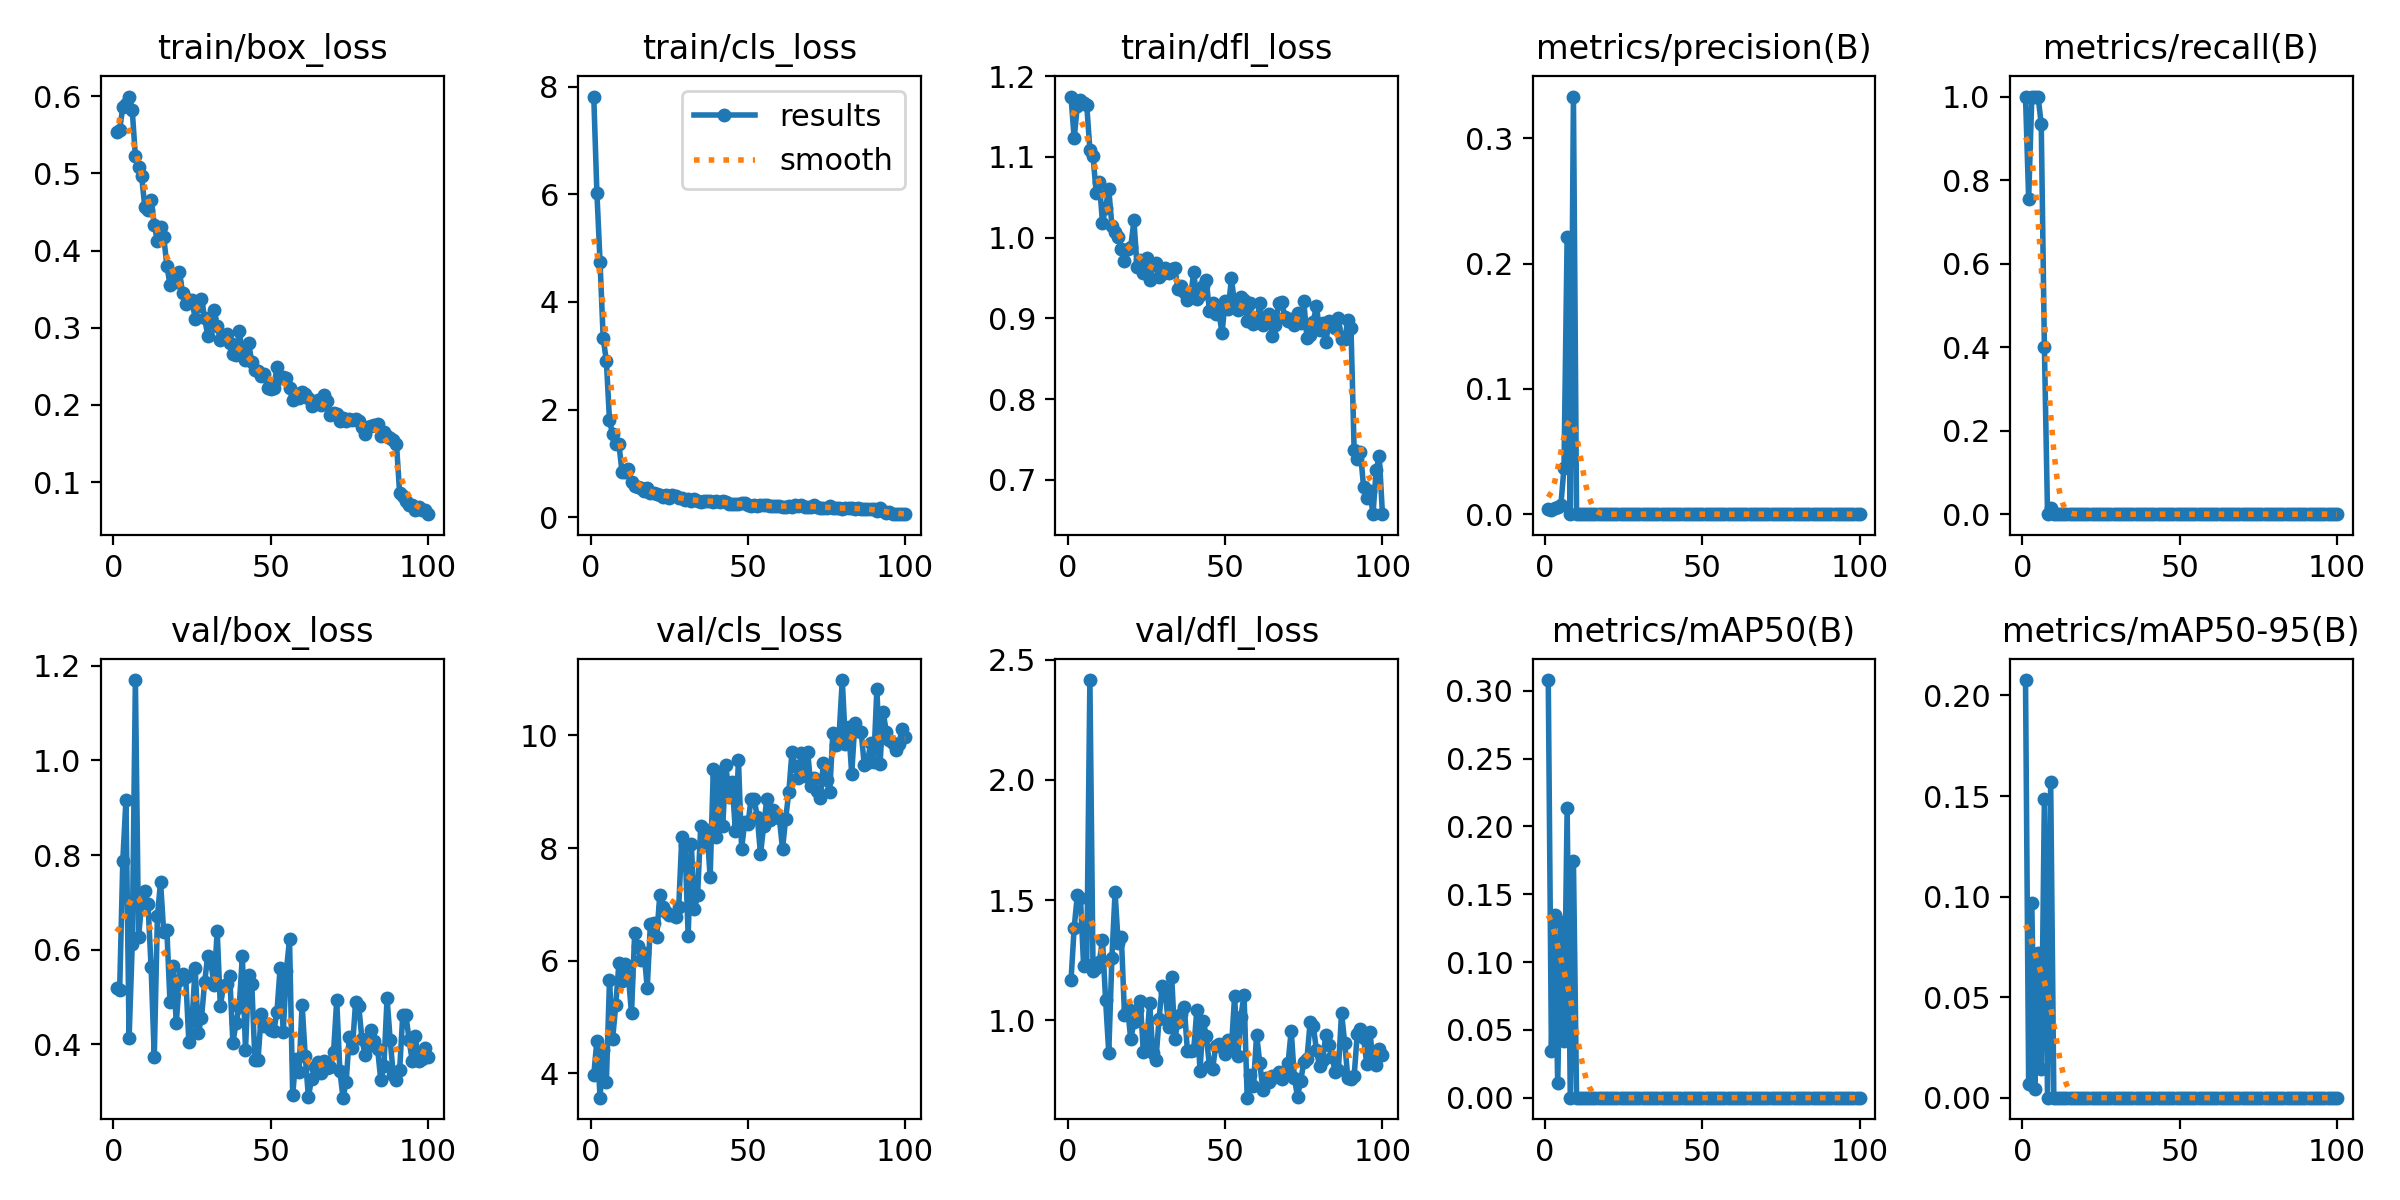 train/box_loss
0.6
0.5
0.4
0.3
0.2
0.1
0 50 100
train/cls_loss
8
6
4
2
0
results
smooth
0 50 100
train/dfl_loss
1.2
1.1
1.0
0.9
0.8
0.7
0 50 100
metrics/precision(B)
0.3
0.2
0.1
0.0
0 50 100
metrics/recall(B)
1.0
0.8
0.6
0.4
0.2
0.0
0 50 100
val/box_loss
1.2
1.0
0.8
0.6
0.4
0 50 100
val/cls_loss
10
8
6
4
0 50 100
val/dfl_loss
2.5
2.0
1.5
1.0
0 50 100
metrics/mAP50(B)
0.30
0.25
0.20
0.15
0.10
0.05
0.00
0 50 100
metrics/mAP50-95(B)
0.20
0.15
0.10
0.05
0.00
0 50 100